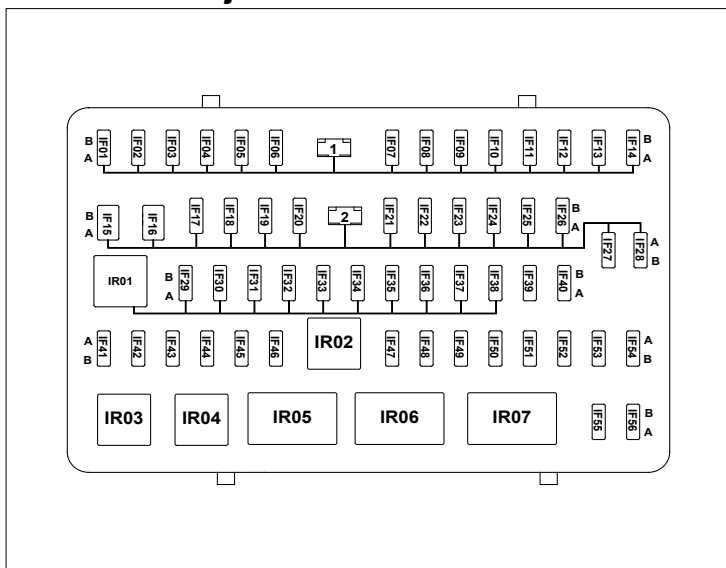 B IF01 IF02 IF03 IF04 IF05 IF06 1 IF07 IF08 IF09 IF10 IF11 IF12 IF13 IF14 B
A A
B IF15 IF16 IF17 IF18 IF19 IF20 2 IF21 IF22 IF23 IF24 IF25 IF26 B
A A
IF27 IF28 A
B
IR01 B IF29 IF30 IF31 IF32 IF33 IF34 IF35 IF36 IF37 IF38 IF39 IF40 B
A A
A IF41 IF42 IF43 IF44 IF45 IF46 IR02 IF47 IF48 IF49 IF50 IF51 IF52 IF53 IF54 A
B B
IR03 IR04 IR05 IR06 IR07 IF55 IF56 B
A